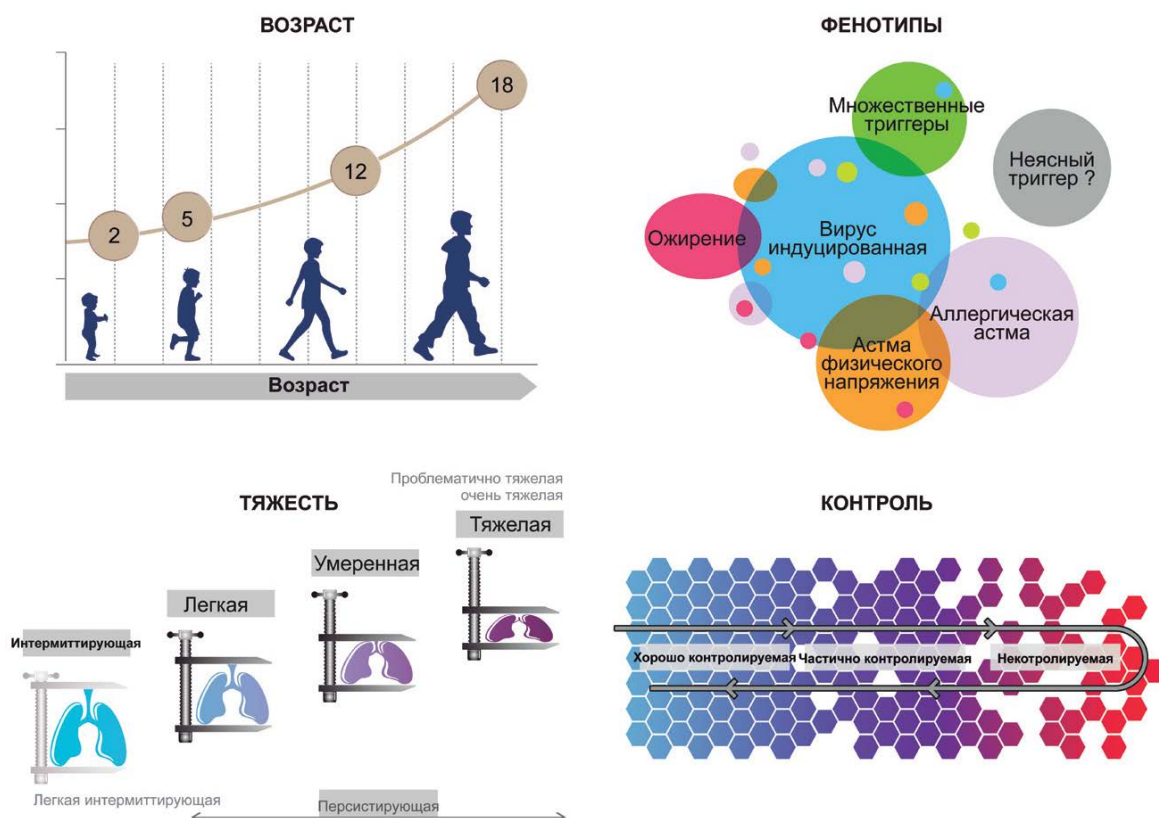 ВОЗРАСТ
2
5
12
18
Возраст
ФЕНОТИПЫ
Множественные
триггеры
Неясный
триггер ?
Ожирение
Вирус
индуцированная
Аллергическая
астма
Астма
физического
напряжения
ТЯЖЕСТЬ
Проблематично тяжелая
очень тяжелая
Тяжелая
Умеренная
Легкая
Интермиттирующая
Легкая интермиттирующая
Персистирующая
КОНТРОЛЬ
Хорошо контролируемая
Частично контролируемая
Некотролируемая